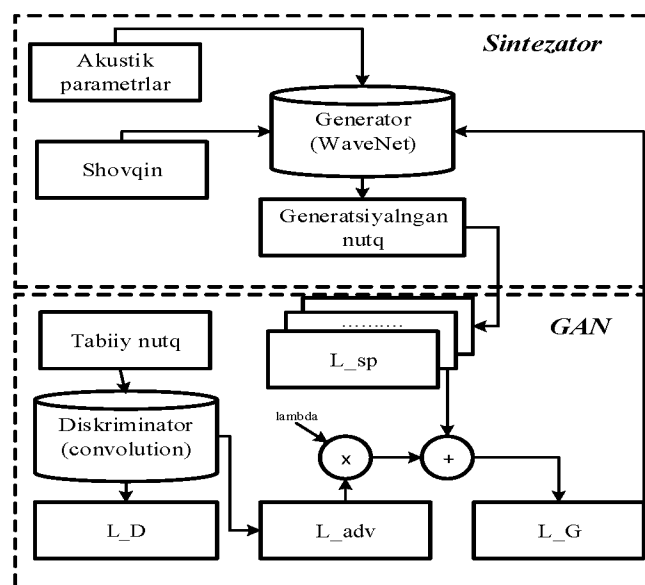 Sintezator
Akustik
parametrlar
Generator
(WaveNet)
Shovqin
Generatsiyalngan
nutq
GAN
Tabiiy nutq
..........
L_sp
Diskriminator
(convolution)
lambda
x
+
L_D
L_adv
L_G